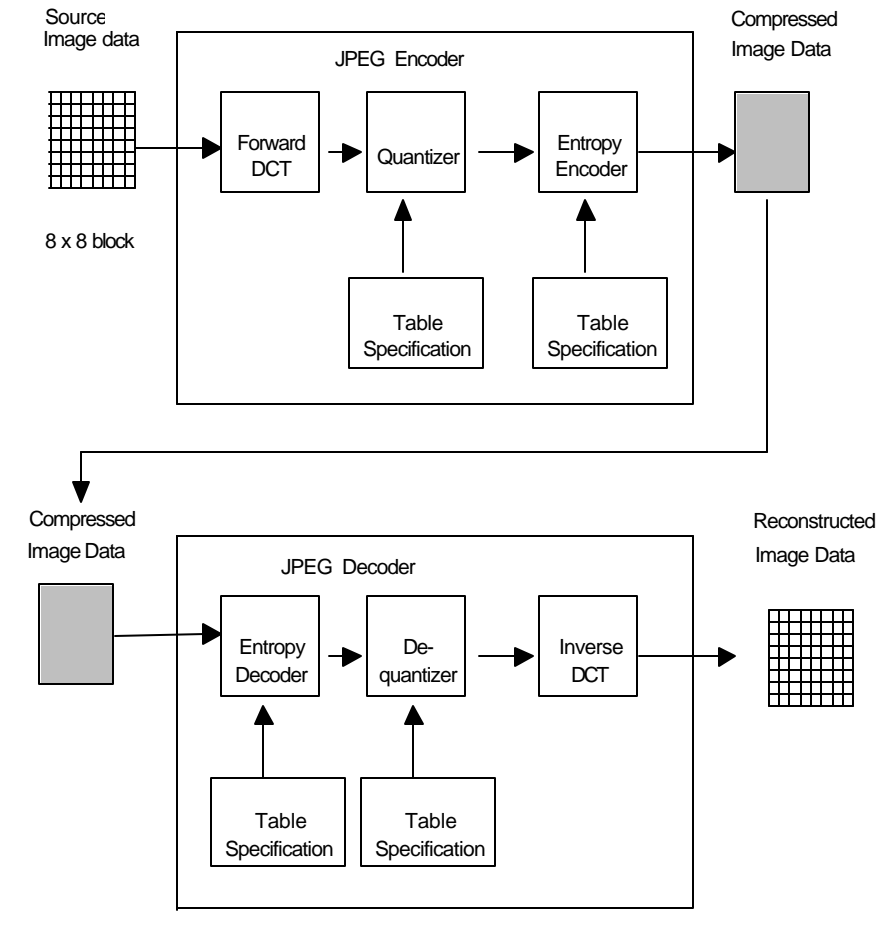 Source
Image data
Compressed
Image Data
JPEG Encoder
Forward
DCT
Quantizer
Entropy
Encoder
8 x 8 block
Table
Specification
Table
Specification
Compressed
Image Data
Reconstructed
Image Data
JPEG Decoder
Entropy
Decoder
De-
quantizer
Inverse
DCT
Table
Specification
Table
Specification